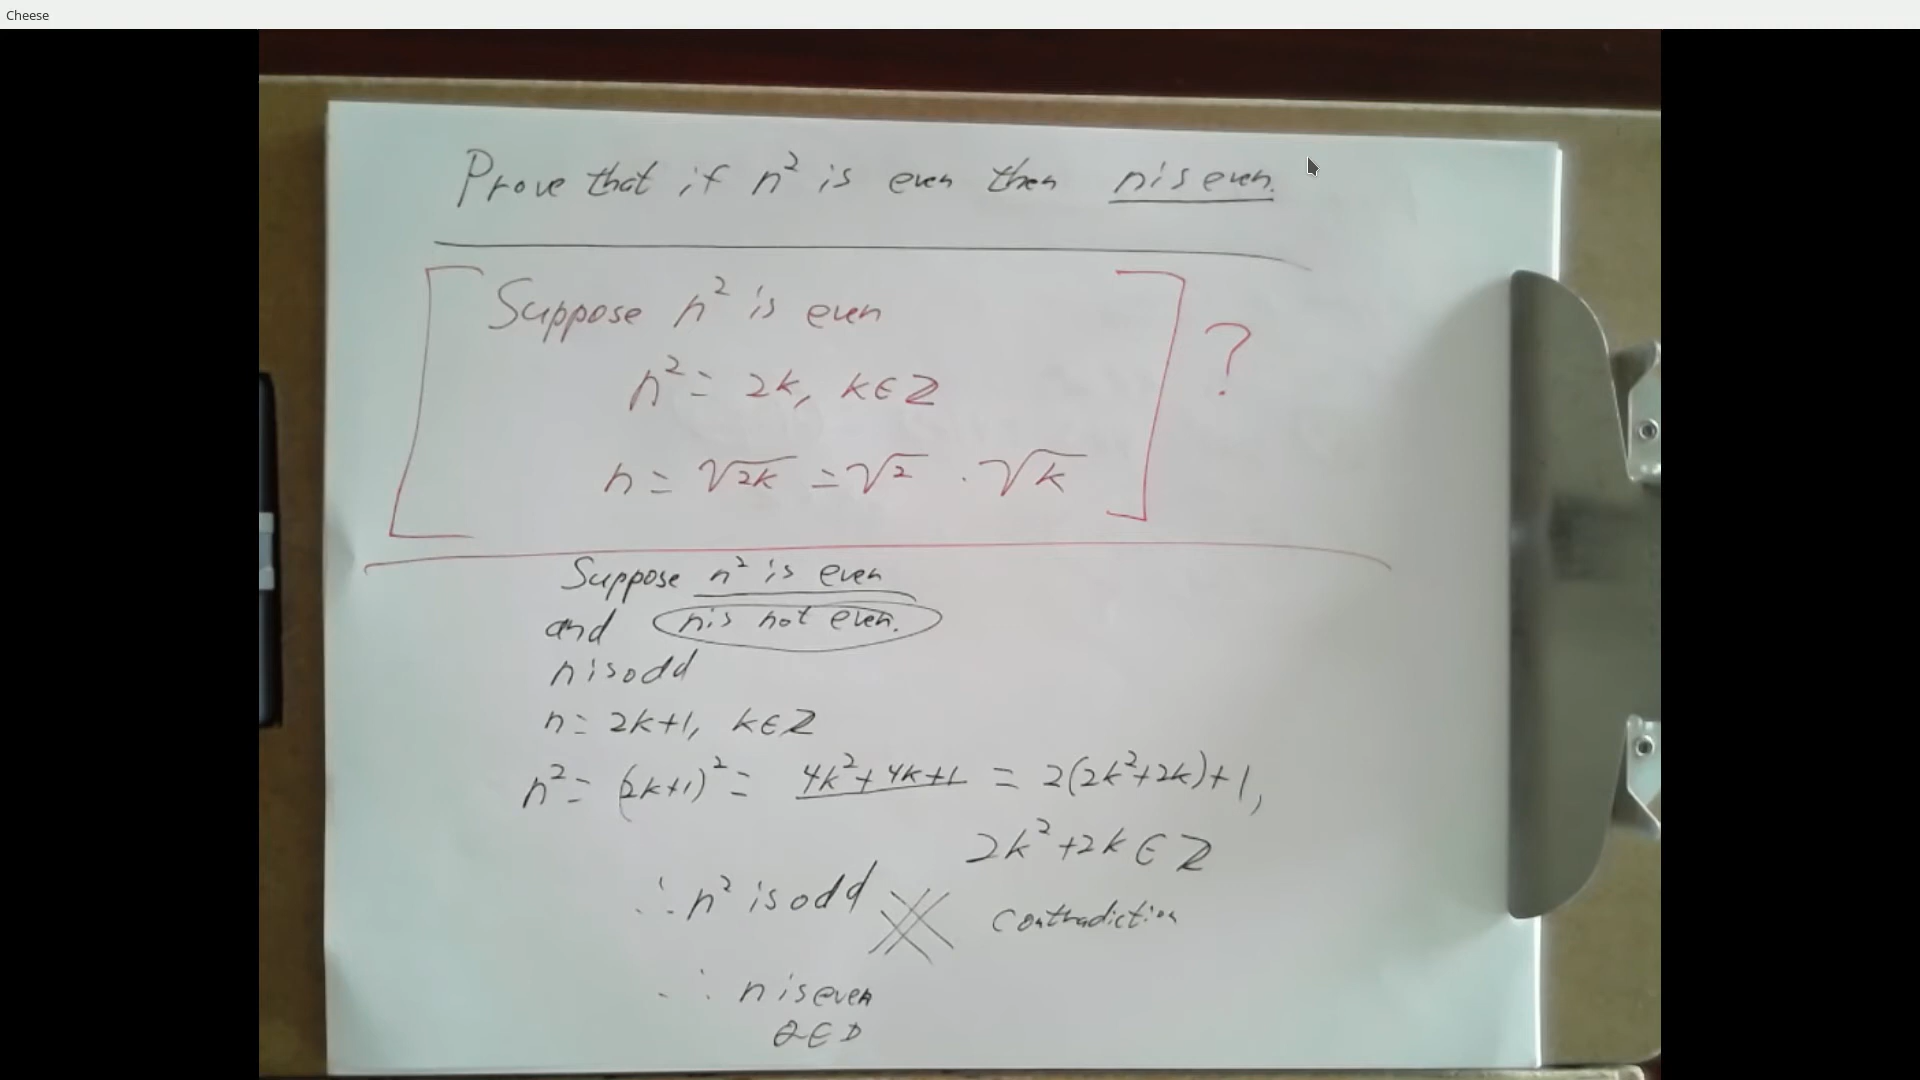 Cheese
Prove that if n² is even then n is even.
Suppose n² is even
n² = 2k, k∈ℤ
n = √2k = √2 · √k
?
Suppose n² is even
and n is not even.
n is odd
n = 2k+1, k∈ℤ
n² = (2k+1)² = 4k²+4k+1 = 2(2k²+2k)+1,
2k²+2k ∈ ℤ
∴ n² is odd
contradiction
∴ n is even
QED